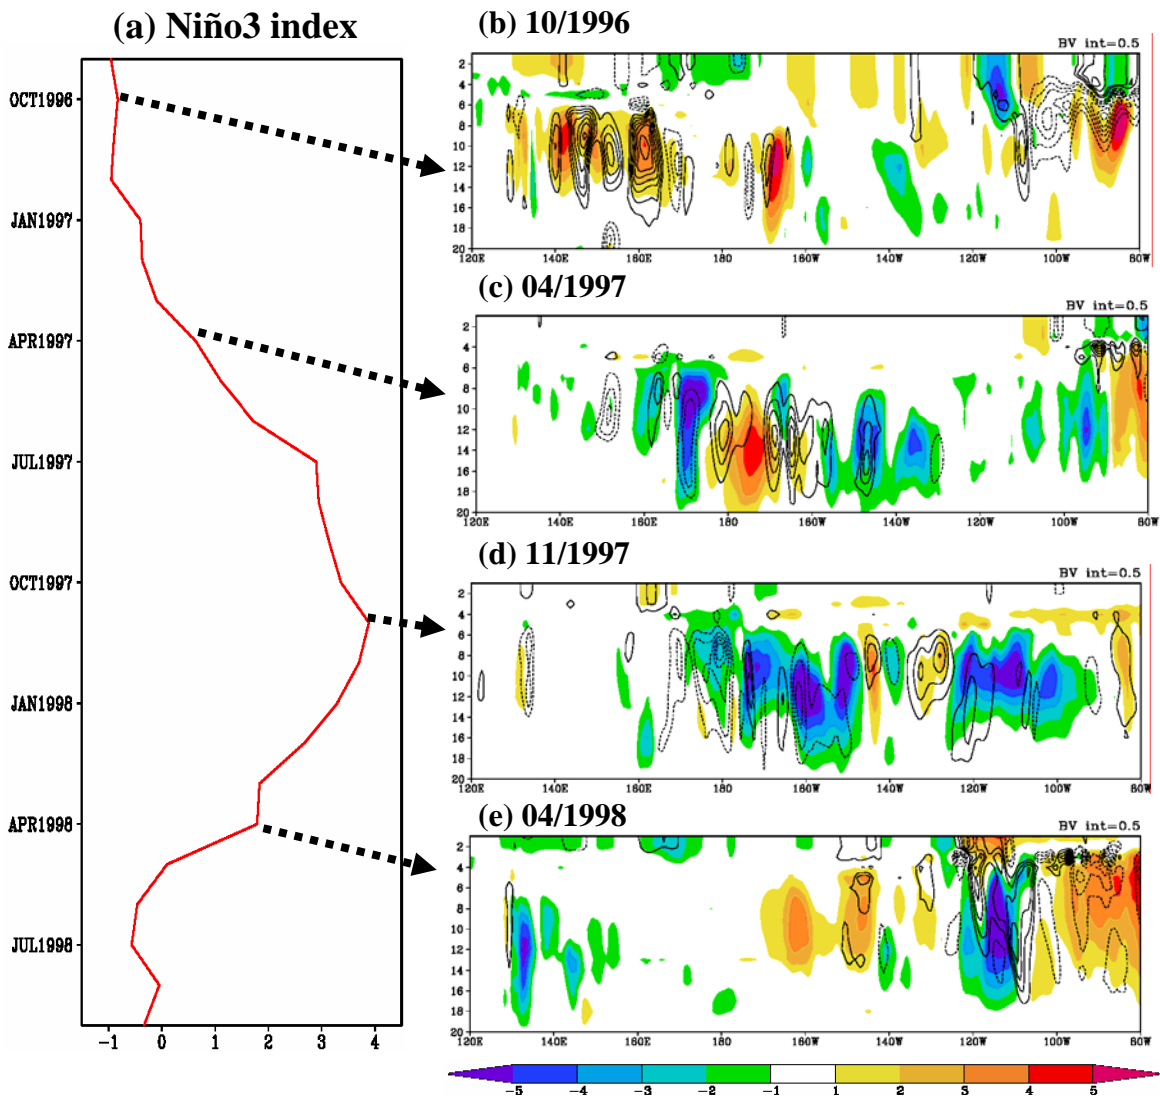 (a) Niño3 index
OCT1996
JAN1997
APR1997
JUL1997
OCT1997
JAN1998
APR1998
JUL1998
-1 0 1 2 3 4
(b) 10/1996
BV int=0.5
2
4
6
8
10
12
14
16
18
20
120E 140E 160E 180 160W 140W 120W 100W 80W
(c) 04/1997
BV int=0.5
2
4
6
8
10
12
14
16
18
20
120E 140E 160E 180 160W 140W 120W 100W 80W
(d) 11/1997
BV int=0.5
2
4
6
8
10
12
14
16
18
20
120E 140E 160E 180 160W 140W 120W 100W 80W
(e) 04/1998
BV int=0.5
2
4
6
8
10
12
14
16
18
20
120E 140E 160E 180 160W 140W 120W 100W 80W
-5 -4 -3 -2 -1 1 2 3 4 5